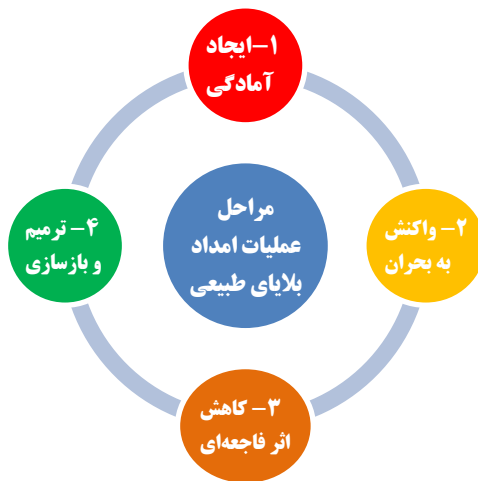 ۱- ایجاد
آمادگی
۲- واکنش
به بحران
۳- کاهش
اثر فاجعه‌ای
۴- ترمیم
و بازسازی
مراحل
عملیات امداد
بلایای طبیعی